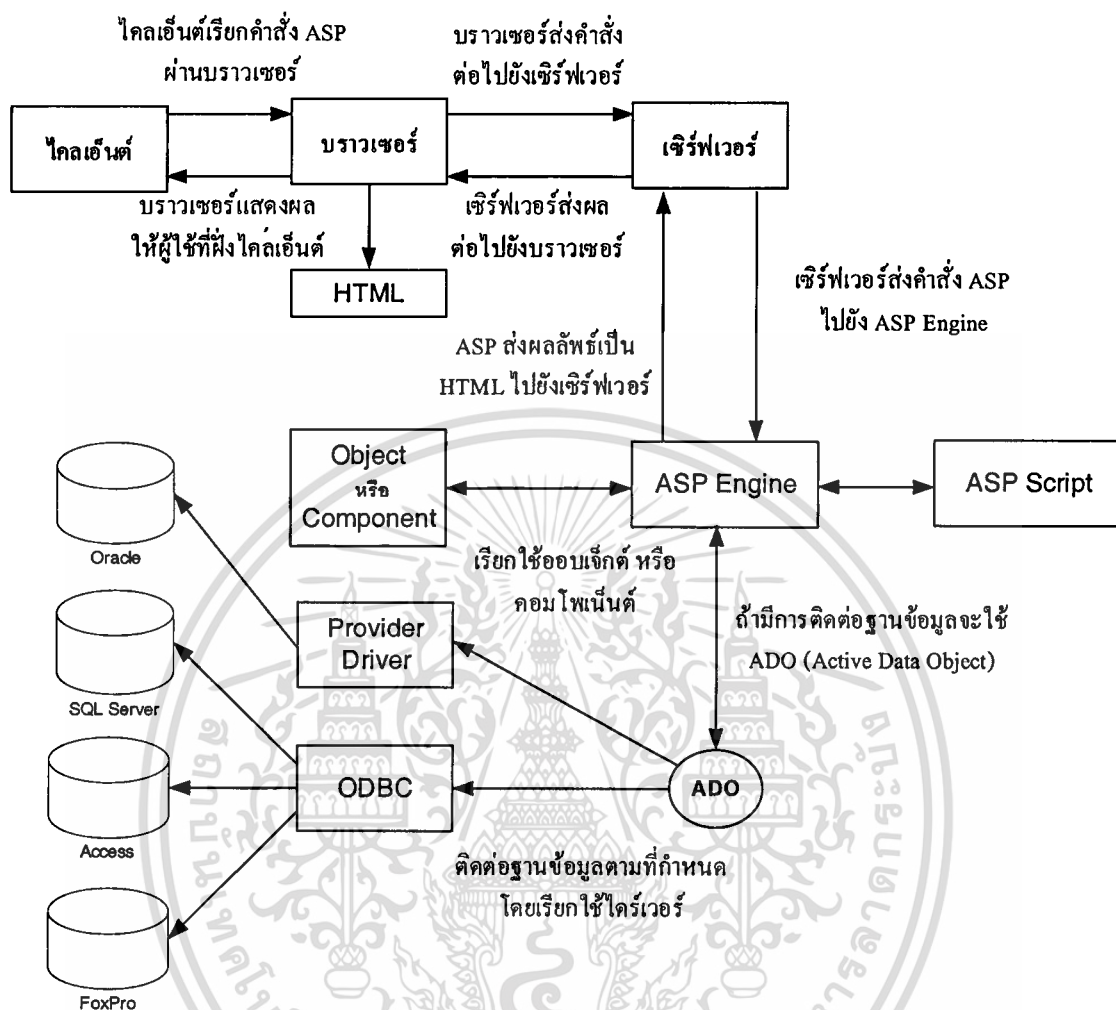 ไคลเอ็นต์เรียกคำสั่ง ASP
ผ่านบราวเซอร์
บราวเซอร์ส่งคำสั่ง
ต่อไปยังเซิร์ฟเวอร์
ไคลเอ็นต์
บราวเซอร์
เซิร์ฟเวอร์
บราวเซอร์แสดงผล
ให้ผู้ใช้ที่ฝั่งไคล่เอ็นต์
เซิร์ฟเวอร์ส่งผล
ต่อไปยังบราวเซอร์
HTML
เซิร์ฟเวอร์ส่งคำสั่ง ASP
ไปยัง ASP Engine
ASP ส่งผลลัพธ์เป็น
HTML ไปยังเซิร์ฟเวอร์
Object
หรือ
Component
ASP Engine
ASP Script
Oracle
เรียกใช้ออบเจ็กต์ หรือ
คอมโพเน็นต์
Provider
Driver
ถ้ามีการติดต่อฐานข้อมูลจะใช้
ADO (Active Data Object)
SQL Server
ODBC
ADO
Access
ติดต่อฐานข้อมูลตามที่กำหนด
โดยเรียกใช้ไดร์เวอร์
FoxPro